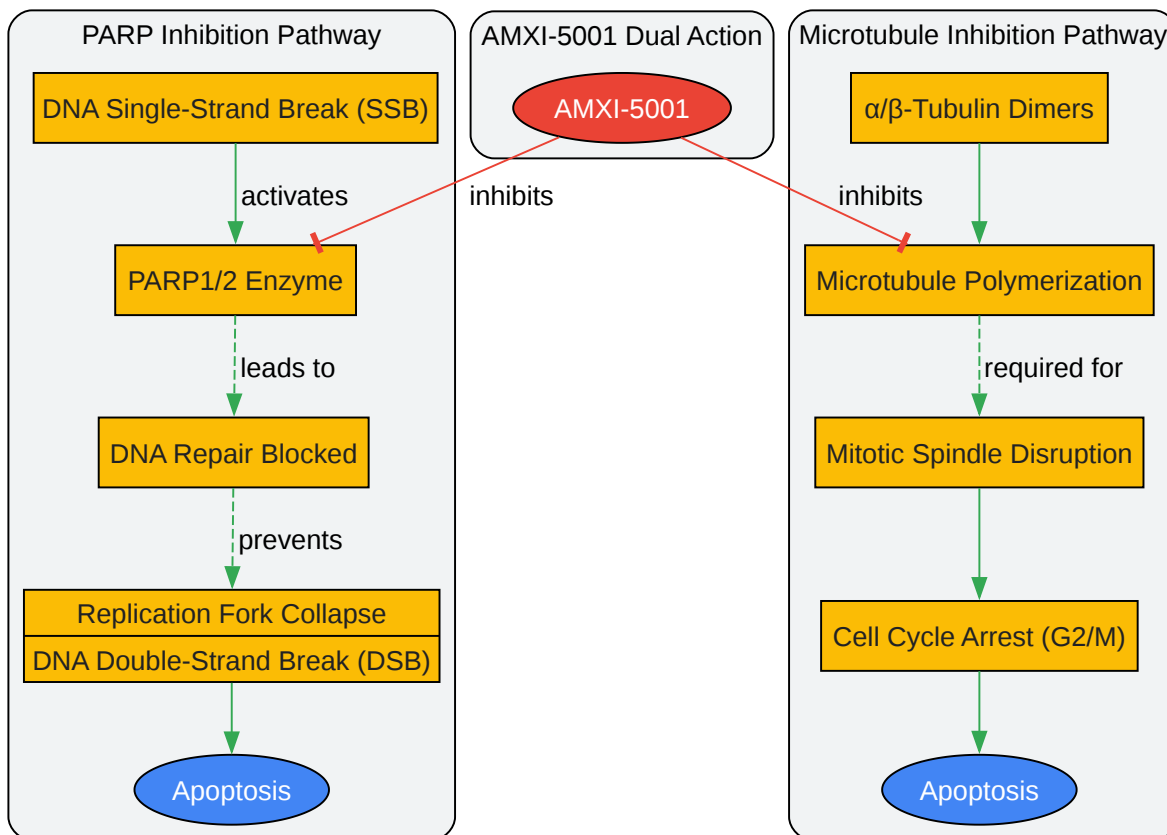 PARP Inhibition Pathway
DNA Single-Strand Break (SSB)
activates
PARP1/2 Enzyme
leads to
DNA Repair Blocked
prevents
Replication Fork Collapse
DNA Double-Strand Break (DSB)
Apoptosis
AMXI-5001 Dual Action
AMXI-5001
inhibits
inhibits
Microtubule Inhibition Pathway
α/β-Tubulin Dimers
Microtubule Polymerization
required for
Mitotic Spindle Disruption
Cell Cycle Arrest (G2/M)
Apoptosis